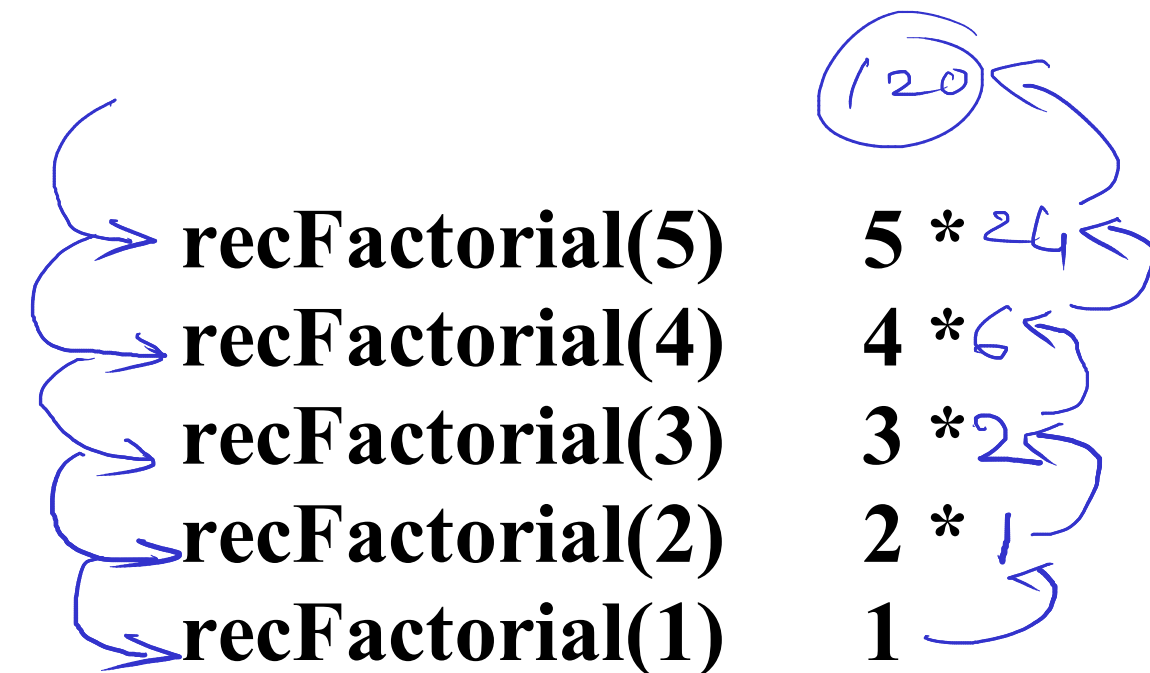 120
recFactorial(5) 5 * 24
recFactorial(4) 4 * 6
recFactorial(3) 3 * 2
recFactorial(2) 2 * 1
recFactorial(1) 1